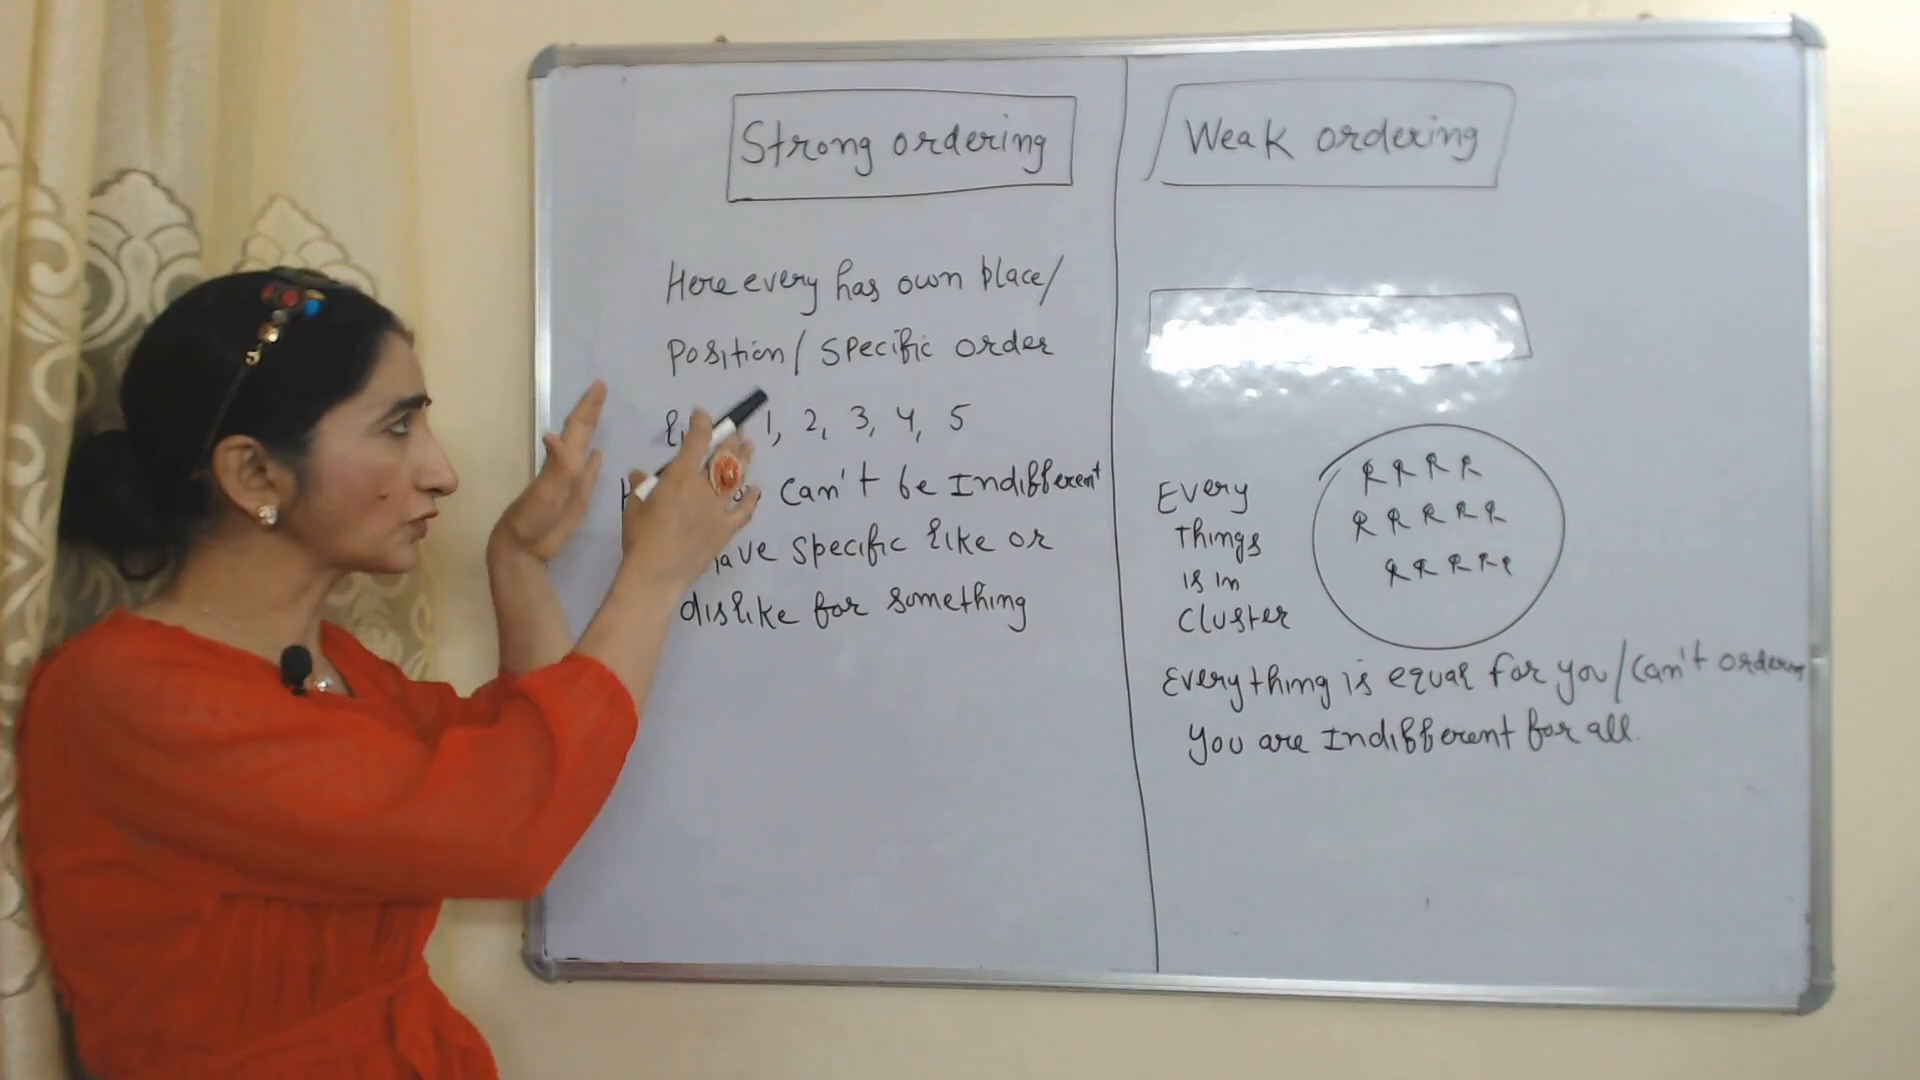 Strong ordering
Here every has own place/
Position/ Specific order
1, 2, 3, 4, 5
can't be Indifferent
have specific like or
dislike for something
Weak ordering
Every
things
is in
cluster
R R R R
R R R R R
R R R R R
Everything is equal for you/can't ordering
You are Indifferent for all.